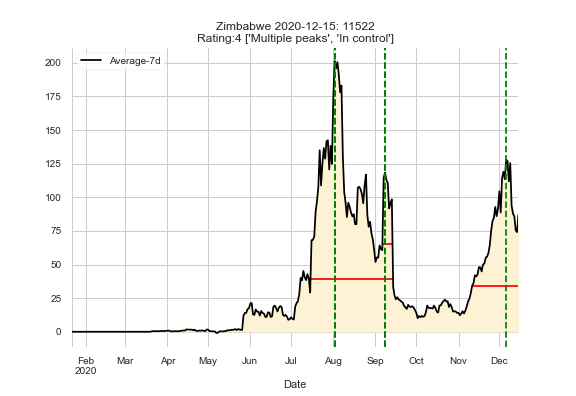 Zimbabwe 2020-12-15: 11522
Rating:4 ['Multiple peaks', 'In control']
Average-7d
200
175
150
125
100
75
50
25
0
Feb Mar Apr May Jun Jul Aug Sep Oct Nov Dec
2020
Date